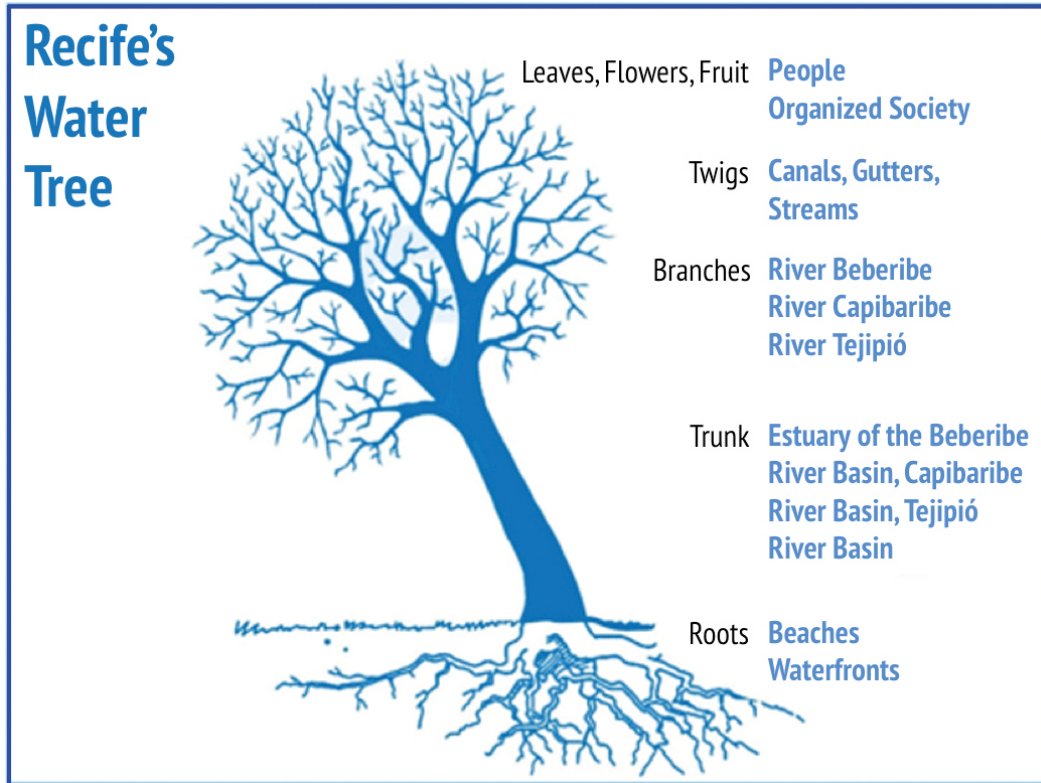 Recife's
Water
Tree
Leaves, Flowers, Fruit People
Organized Society
Twigs Canals, Gutters,
Streams
Branches River Beberibe
River Capibaribe
River Tejipió
Trunk Estuary of the Beberibe
River Basin, Capibaribe
River Basin, Tejipió
River Basin
Roots Beaches
Waterfronts